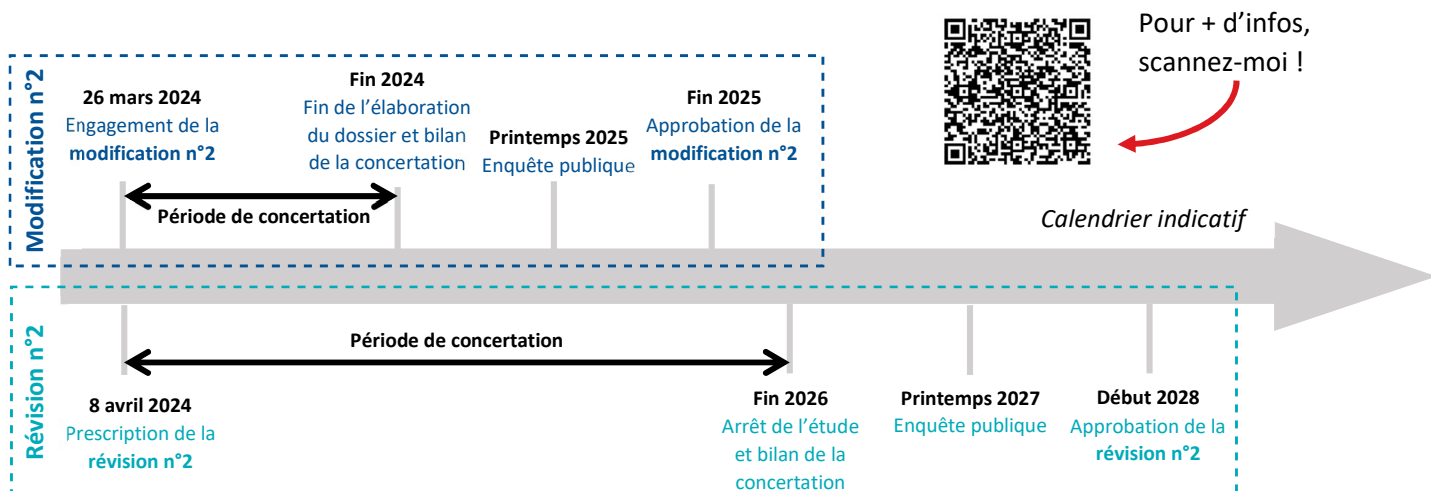 Pour + d’infos,
scannez-moi !
Modification n°2
26 mars 2024
Engagement de la
modification n°2
Fin 2024
Fin de l’élaboration
du dossier et bilan
de la concertation
Printemps 2025
Enquête publique
Fin 2025
Approbation de la
modification n°2
Période de concertation
Calendrier indicatif
Révision n°2
Période de concertation
8 avril 2024
Prescription de la
révision n°2
Fin 2026
Arrêt de l’étude
et bilan de la
concertation
Printemps 2027
Enquête publique
Début 2028
Approbation de la
révision n°2